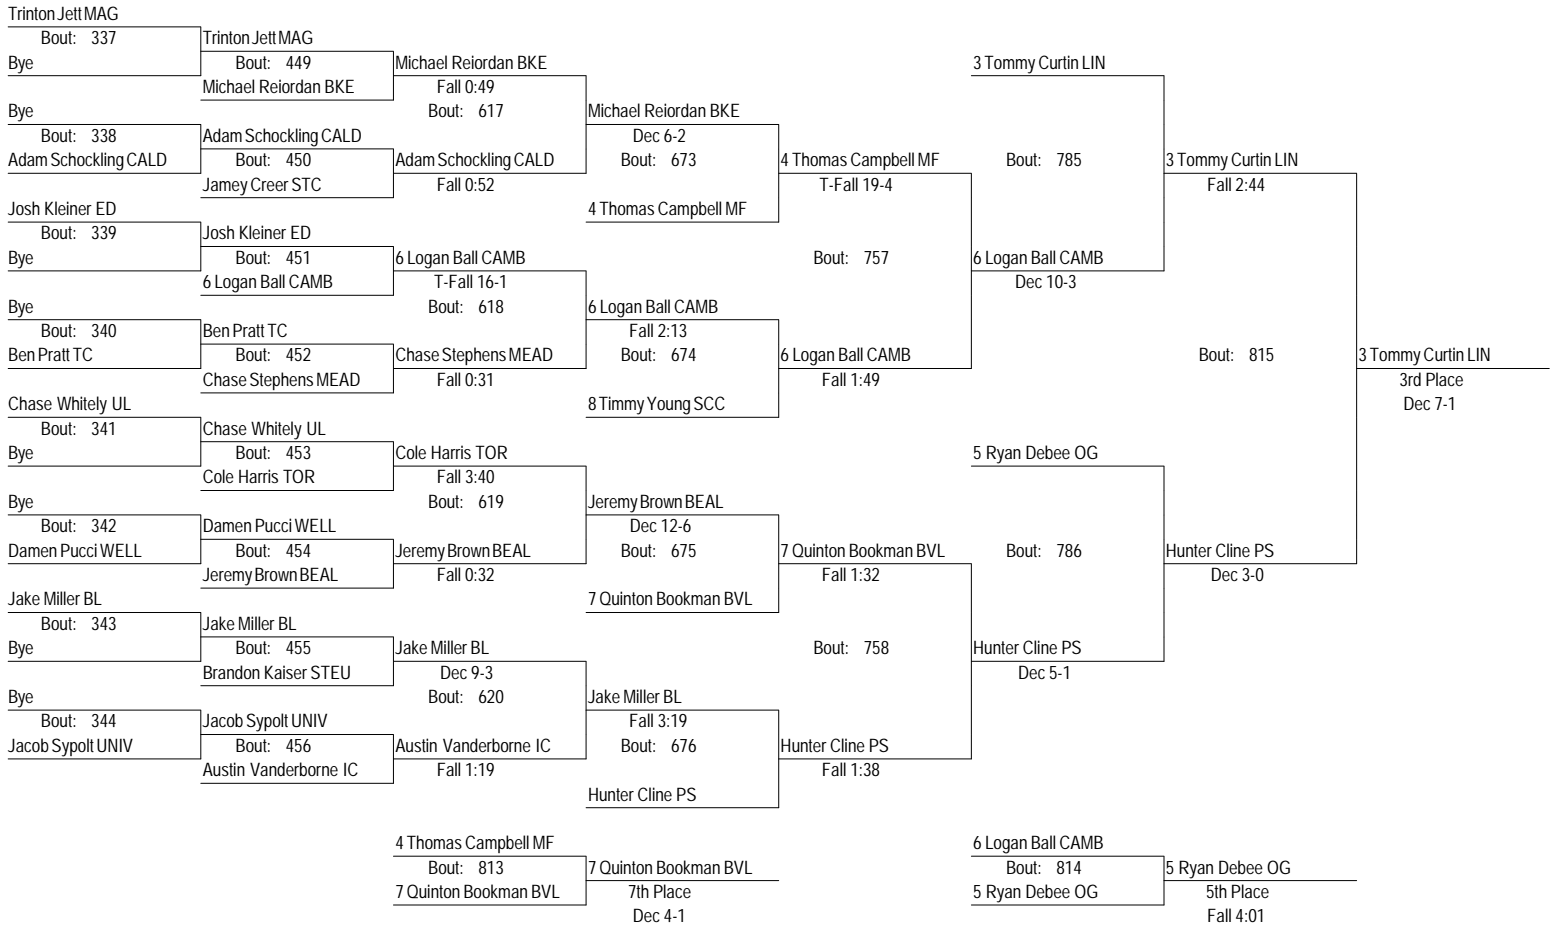 Trinton Jett MAG
Bout: 337
Bye
Bye
Bout: 338
Adam Schockling CALD
Josh Kleiner ED
Bout: 339
Bye
Bye
Bout: 340
Ben Pratt TC
Chase Whitely UL
Bout: 341
Bye
Bye
Bout: 342
Damen Pucci WELL
Jake Miller BL
Bout: 343
Bye
Bye
Bout: 344
Jacob Sypolt UNIV
Trinton Jett MAG
Bout: 449
Michael Reiordan BKE
Adam Schockling CALD
Bout: 450
Jamey Creer STC
Josh Kleiner ED
Bout: 451
6 Logan Ball CAMB
Ben Pratt TC
Bout: 452
Chase Stephens MEAD
Chase Whitely UL
Bout: 453
Cole Harris TOR
Damen Pucci WELL
Bout: 454
Jeremy Brown BEAL
Jake Miller BL
Bout: 455
Brandon Kaiser STEU
Jacob Sypolt UNIV
Bout: 456
Austin Vanderborne IC
Michael Reiordan BKE
Fall 0:49
Bout: 617
Adam Schockling CALD
Fall 0:52
6 Logan Ball CAMB
T-Fall 16-1
Bout: 618
Chase Stephens MEAD
Fall 0:31
Cole Harris TOR
Fall 3:40
Bout: 619
Jeremy Brown BEAL
Fall 0:32
Jake Miller BL
Dec 9-3
Bout: 620
Austin Vanderborne IC
Fall 1:19
Michael Reiordan BKE
Dec 6-2
Bout: 673
4 Thomas Campbell MF
6 Logan Ball CAMB
Fall 2:13
Bout: 674
8 Timmy Young SCC
Jeremy Brown BEAL
Dec 12-6
Bout: 675
7 Quinton Bookman BVL
Jake Miller BL
Fall 3:19
Bout: 676
Hunter Cline PS
4 Thomas Campbell MF
T-Fall 19-4
Bout: 757
6 Logan Ball CAMB
Fall 1:49
7 Quinton Bookman BVL
Fall 1:32
Bout: 758
Hunter Cline PS
Fall 1:38
3 Tommy Curtin LIN
Bout: 785
6 Logan Ball CAMB
Dec 10-3
5 Ryan Debee OG
Bout: 786
Hunter Cline PS
Dec 5-1
3 Tommy Curtin LIN
Fall 2:44
Bout: 815
Hunter Cline PS
Dec 3-0
3 Tommy Curtin LIN
3rd Place
Dec 7-1
4 Thomas Campbell MF
Bout: 813
7 Quinton Bookman BVL
7 Quinton Bookman BVL
7th Place
Dec 4-1
6 Logan Ball CAMB
Bout: 814
5 Ryan Debee OG
5 Ryan Debee OG
5th Place
Fall 4:01